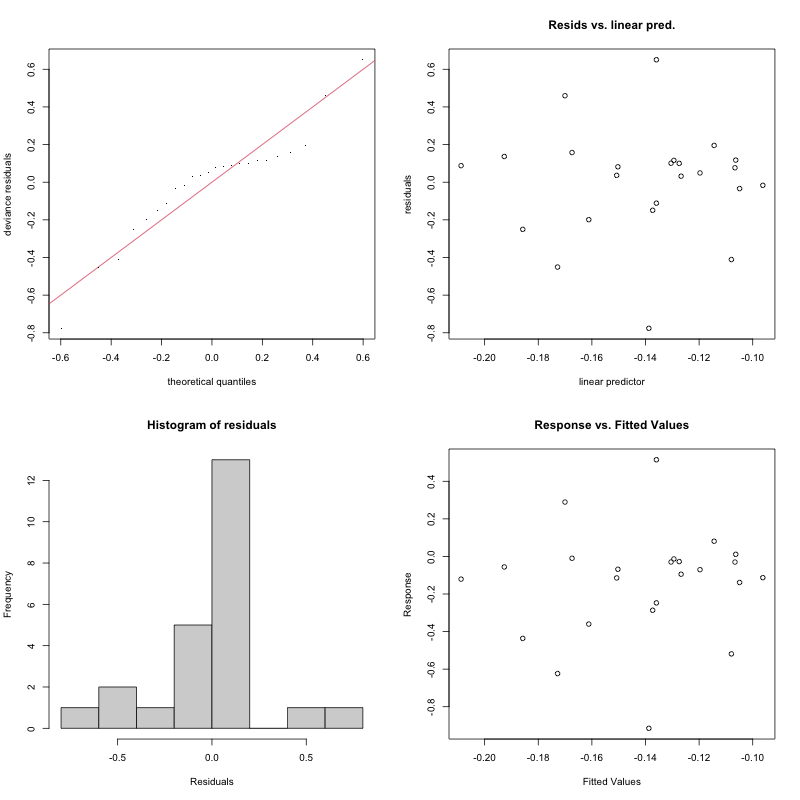 deviance residuals
0.6
0.4
0.2
0.0
-0.2
-0.4
-0.6
-0.8
-0.6 -0.4 -0.2 0.0 0.2 0.4 0.6
theoretical quantiles
Resids vs. linear pred.
residuals
0.6
0.4
0.2
0.0
-0.2
-0.4
-0.6
-0.8
-0.20 -0.18 -0.16 -0.14 -0.12 -0.10
linear predictor
Histogram of residuals
Frequency
12
10
8
6
4
2
0
-0.5 0.0 0.5
Residuals
Response vs. Fitted Values
Response
0.4
0.2
0.0
-0.2
-0.4
-0.6
-0.8
-0.20 -0.18 -0.16 -0.14 -0.12 -0.10
Fitted Values